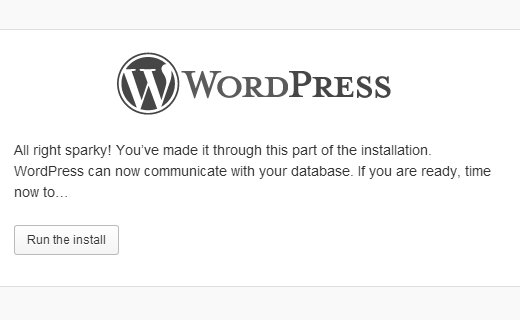 WORDPRESS
All right sparky! You’ve made it through this part of the installation.
WordPress can now communicate with your database. If you are ready, time
now to…
Run the install